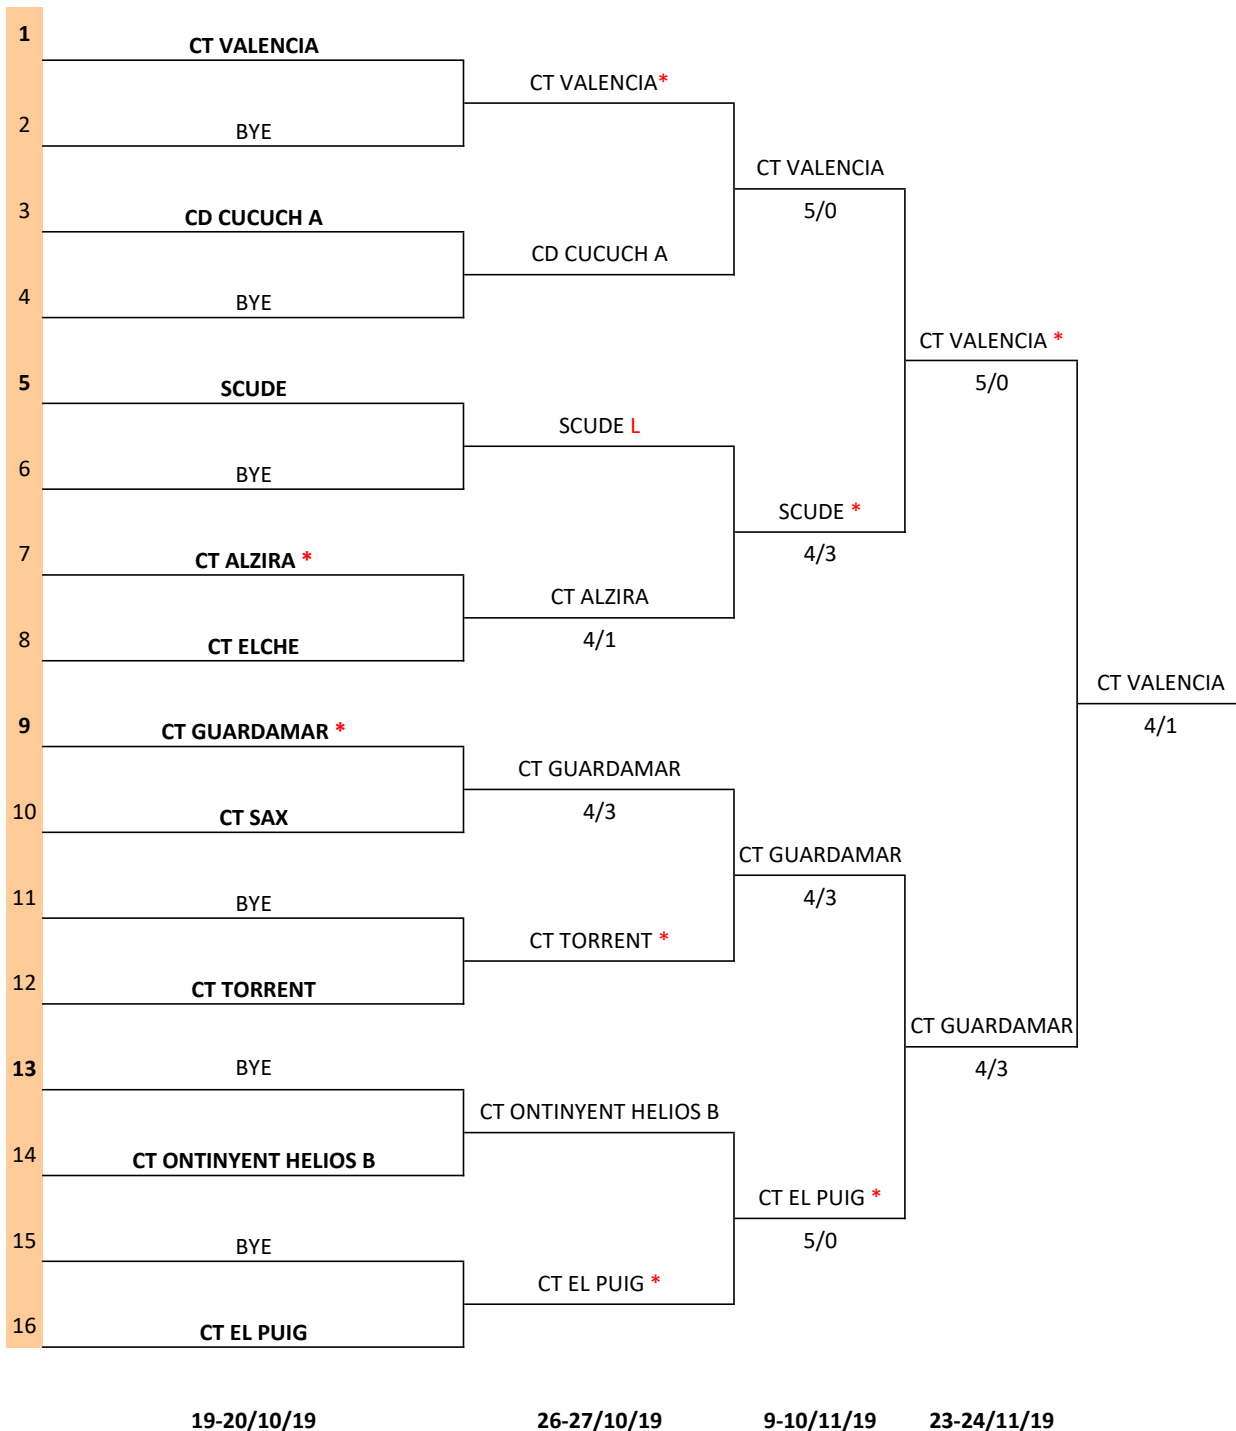 1
CT VALENCIA
CT VALENCIA*
2
BYE
CT VALENCIA
5/0
3
CD CUCUCH A
CD CUCUCH A
4
BYE
CT VALENCIA *
5/0
5
SCUDE
SCUDE L
6
BYE
SCUDE *
4/3
7
CT ALZIRA *
CT ALZIRA
4/1
8
CT ELCHE
CT VALENCIA
4/1
9
CT GUARDAMAR *
CT GUARDAMAR
4/3
10
CT SAX
CT GUARDAMAR
4/3
11
BYE
CT TORRENT *
12
CT TORRENT
CT GUARDAMAR
4/3
13
BYE
CT ONTINYENT HELIOS B
14
CT ONTINYENT HELIOS B
CT EL PUIG *
5/0
15
BYE
CT EL PUIG *
16
CT EL PUIG
19-20/10/19 26-27/10/19 9-10/11/19 23-24/11/19